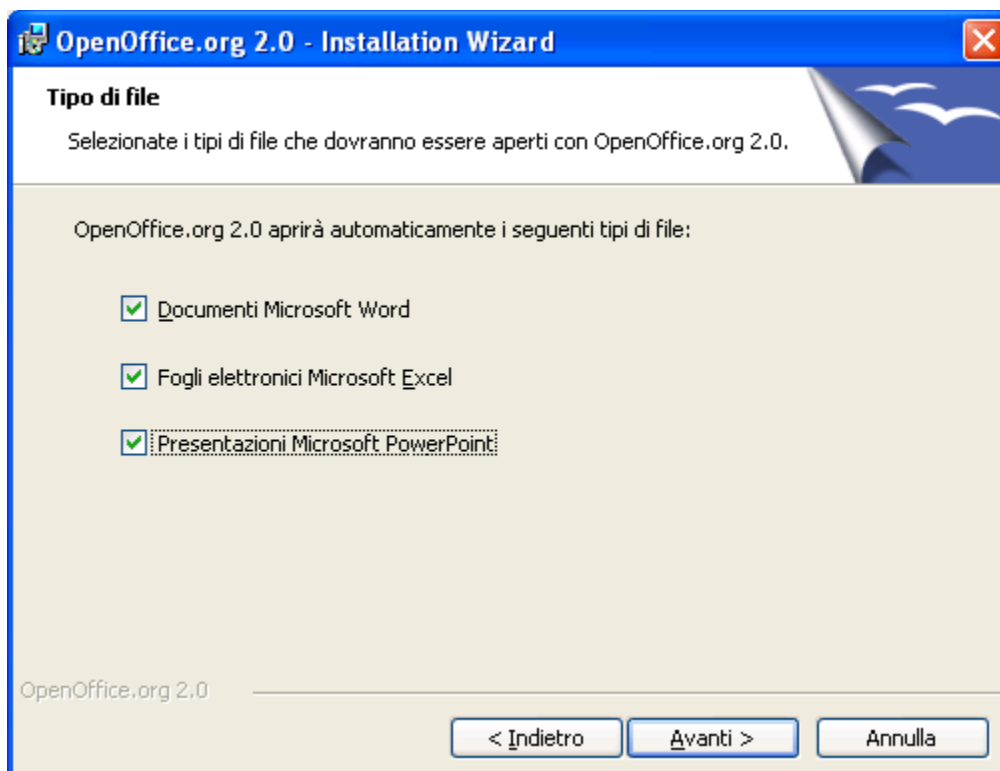 OpenOffice.org 2.0 - Installation Wizard
Tipo di file
Selezionate i tipi di file che dovranno essere aperti con OpenOffice.org 2.0.
OpenOffice.org 2.0 aprirà automaticamente i seguenti tipi di file:
Documenti Microsoft Word
Fogli elettronici Microsoft Excel
Presentazioni Microsoft PowerPoint
OpenOffice.org 2.0
< Indietro Avanti > Annulla